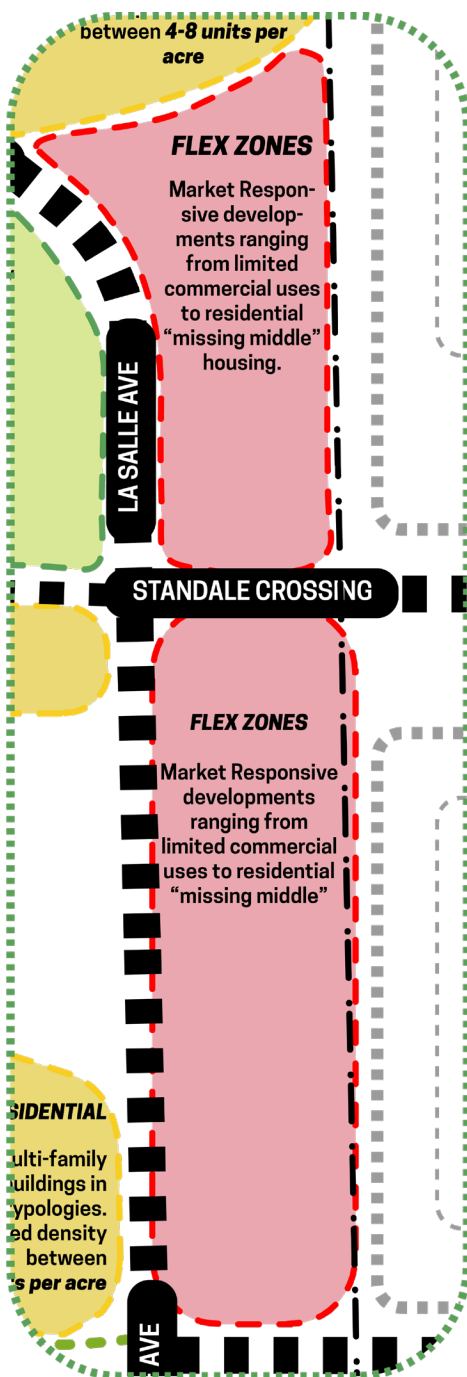 between 4-8 units per
acre
FLEX ZONES
Market Respon-
sive develop-
ments ranging
from limited
commercial uses
to residential
“missing middle”
housing.
LA SALLE AVE
STANDALE CROSSING
FLEX ZONES
Market Responsive
developments
ranging from
limited commercial
uses to residential
“missing middle”
SIDENTIAL
ulti-family
uildings in
ypologies.
ed density
between
s per acre
AVE